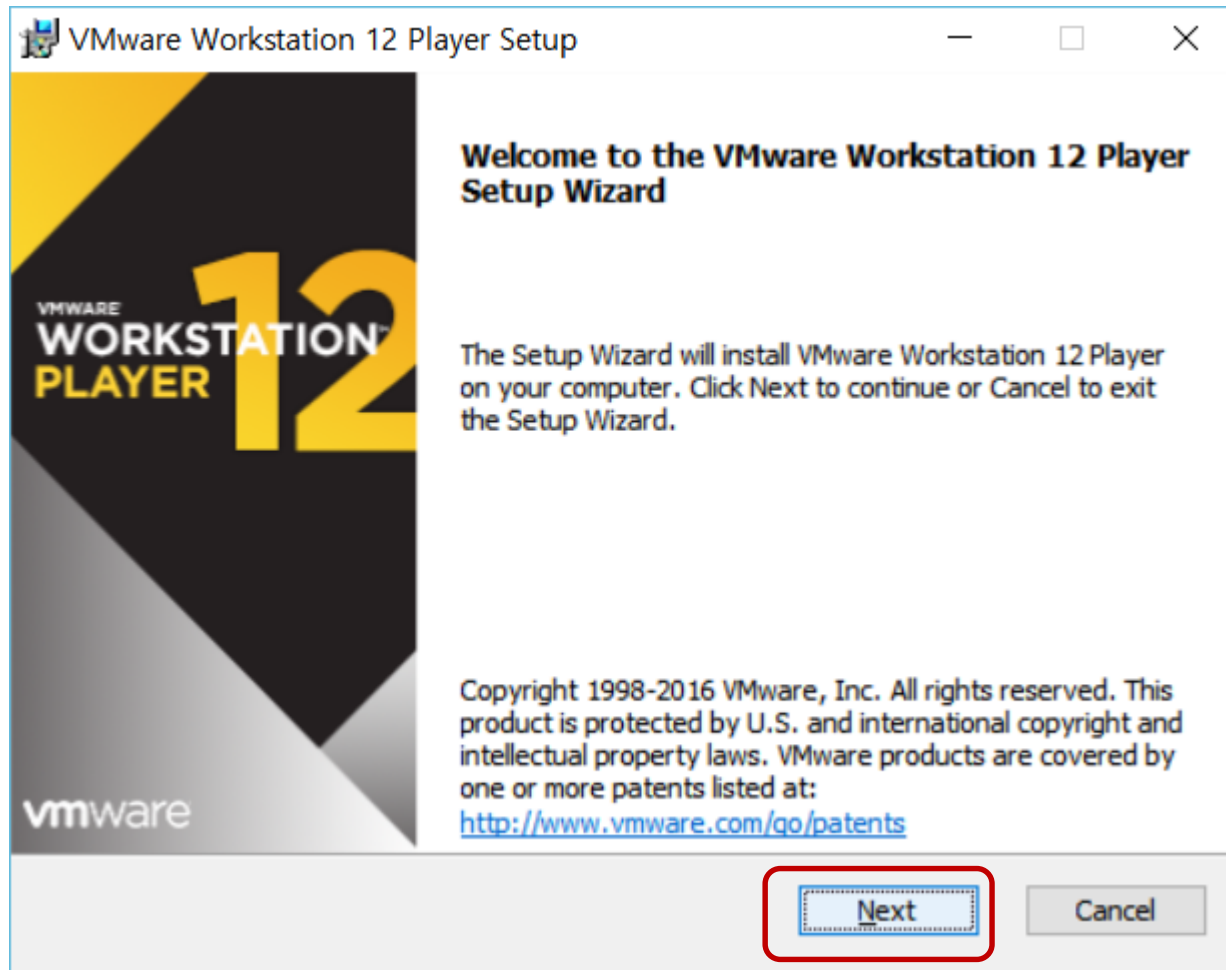 VMware Workstation 12 Player Setup
Welcome to the VMware Workstation 12 Player
Setup Wizard
VMWARE
WORKSTATION™
PLAYER
12
The Setup Wizard will install VMware Workstation 12 Player
on your computer. Click Next to continue or Cancel to exit
the Setup Wizard.
Copyright 1998-2016 VMware, Inc. All rights reserved. This
product is protected by U.S. and international copyright and
intellectual property laws. VMware products are covered by
one or more patents listed at:
http://www.vmware.com/go/patents
vmware
Next
Cancel